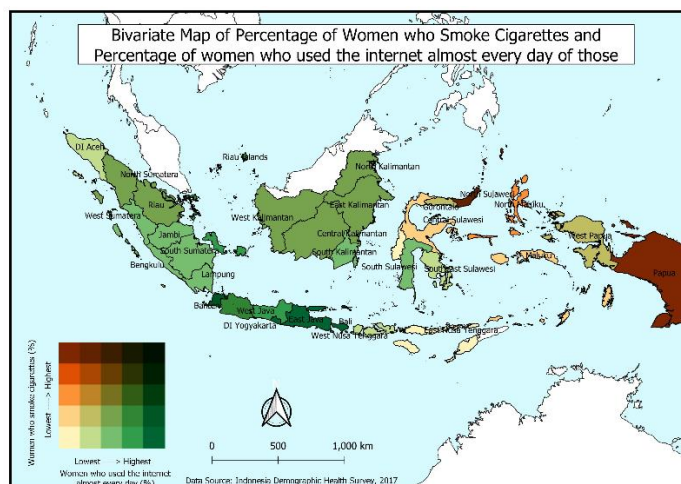 Bivariate Map of Percentage of Women who Smoke Cigarettes and
Percentage of women who used the internet almost every day of those
DI Aceh
North Sumatera
Riau Islands
North Kalimantan
Riau
West Sumatera
West Kalimantan
East Kalimantan
Gorontalo
North Sulawesi
North Maluku
Jambi
Central Kalimantan
Central Sulawesi
West Papua
South Sumatera
South Kalimantan
Bengkulu
Lampung
South Sulawesi
Southeast Sulawesi
Maluku
Papua
Banten
West Java
East Java
Bali
DI Yogyakarta
West Nusa Tenggara
East Nusa Tenggara
Women who smoke cigarettes (%)
Lowest ---> Highest
Lowest > Highest
Women who used the internet
almost every day (%)
0 500 1,000 km
Data Source: Indonesia Demographic Health Survey, 2017